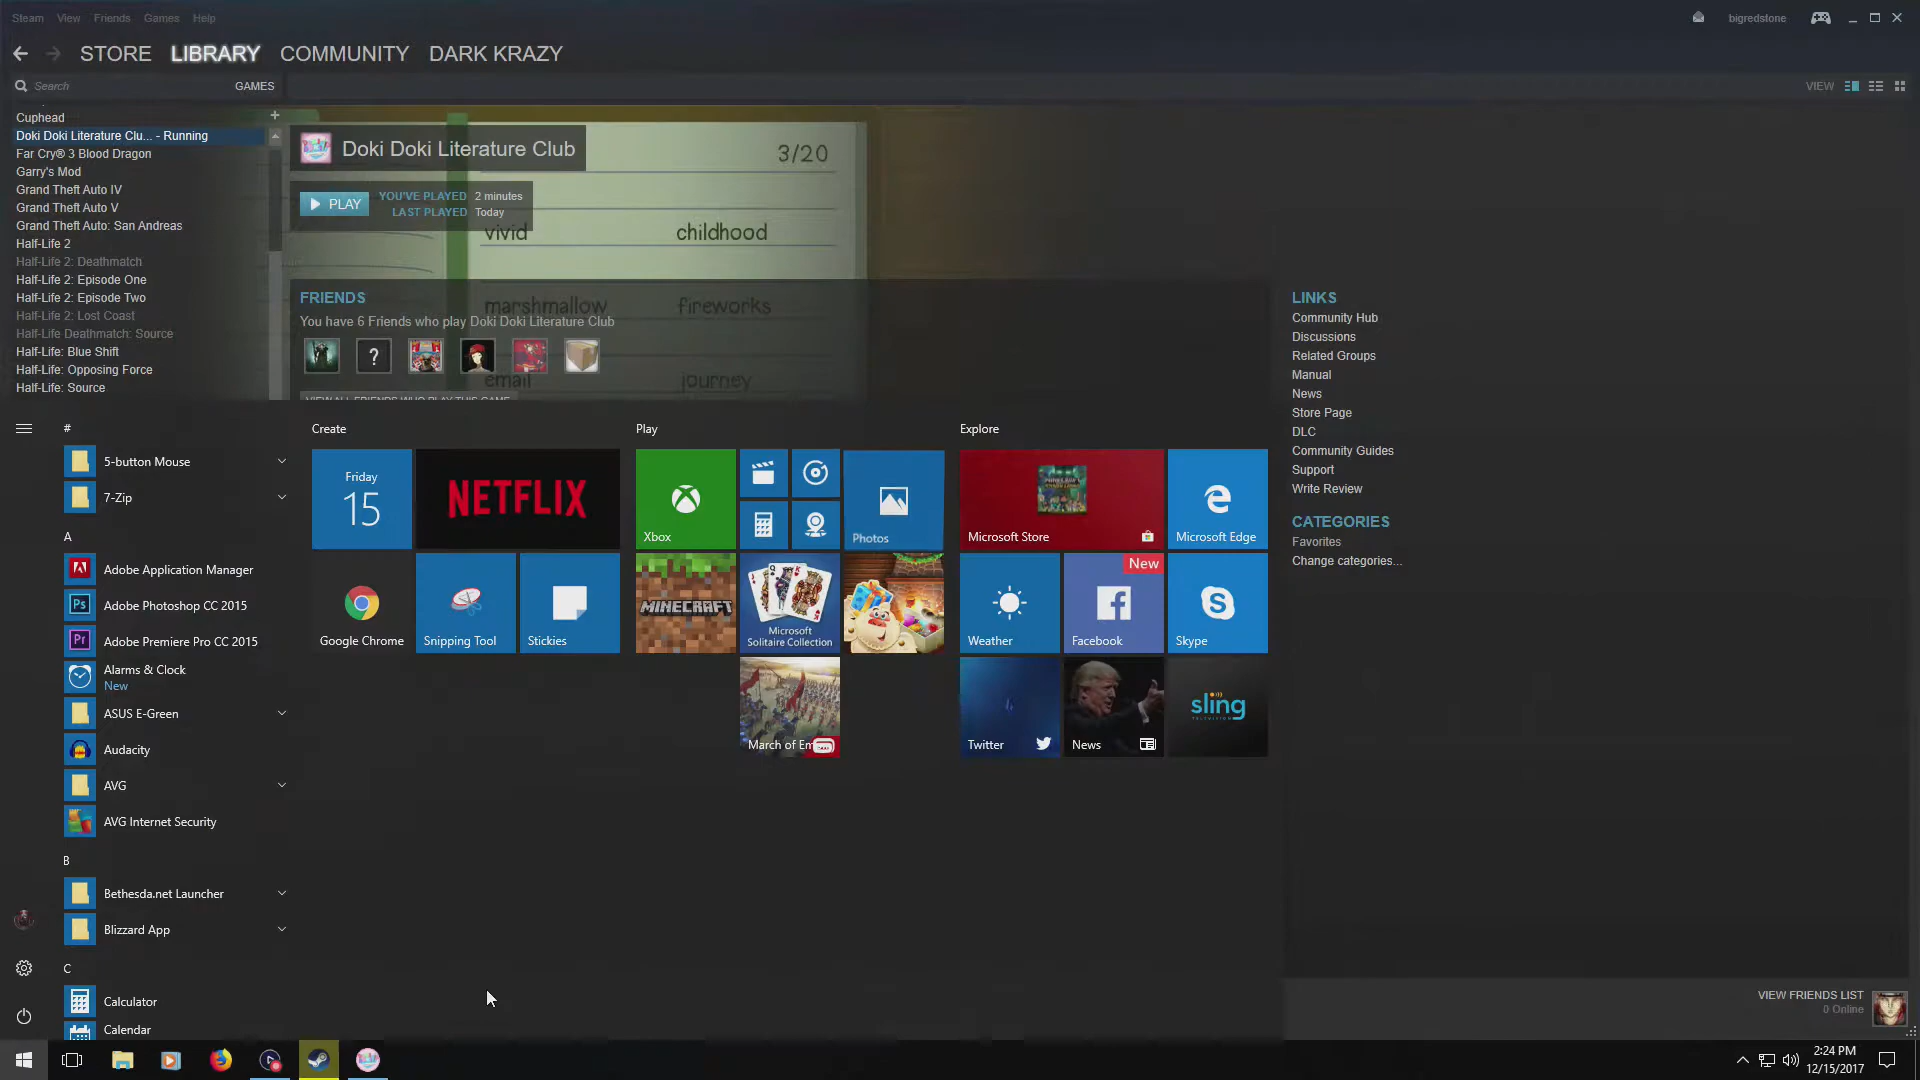 Steam View Friends Games Help
bigredstone
STORE LIBRARY COMMUNITY DARK KRAZY
Search
GAMES
VIEW
Cuphead
Doki Doki Literature Clu... - Running
Far Cry® 3 Blood Dragon
Garry's Mod
Grand Theft Auto IV
Grand Theft Auto V
Grand Theft Auto: San Andreas
Half-Life 2
Half-Life 2: Deathmatch
Half-Life 2: Episode One
Half-Life 2: Episode Two
Half-Life 2: Lost Coast
Half-Life Deathmatch: Source
Half-Life: Blue Shift
Half-Life: Opposing Force
Half-Life: Source
Doki Doki Literature Club
3/20
PLAY
YOU'VE PLAYED 2 minutes
LAST PLAYED Today
vivid childhood
marshmallow fireworks
email journey
FRIENDS
You have 6 Friends who play Doki Doki Literature Club
?
VIEW ALL FRIENDS WHO PLAY THIS GAME
LINKS
Community Hub
Discussions
Related Groups
Manual
News
Store Page
DLC
Community Guides
Support
Write Review
CATEGORIES
Favorites
Change categories...
#
5-button Mouse
7-Zip
A
Adobe Application Manager
Ps
Adobe Photoshop CC 2015
Pr
Adobe Premiere Pro CC 2015
Alarms & Clock
New
ASUS E-Green
Audacity
AVG
AVG Internet Security
B
Bethesda.net Launcher
Blizzard App
C
Calculator
Calendar
Create
Friday
15
NETFLIX
Google Chrome
Snipping Tool
Stickies
Play
Xbox
Photos
MINECRAFT
Microsoft
Solitaire Collection
March of Em
Explore
Microsoft Store
Microsoft Edge
Weather
New
Facebook
Skype
Twitter
News
sling
TELEVISION
VIEW FRIENDS LIST
0 Online
2:24 PM
12/15/2017